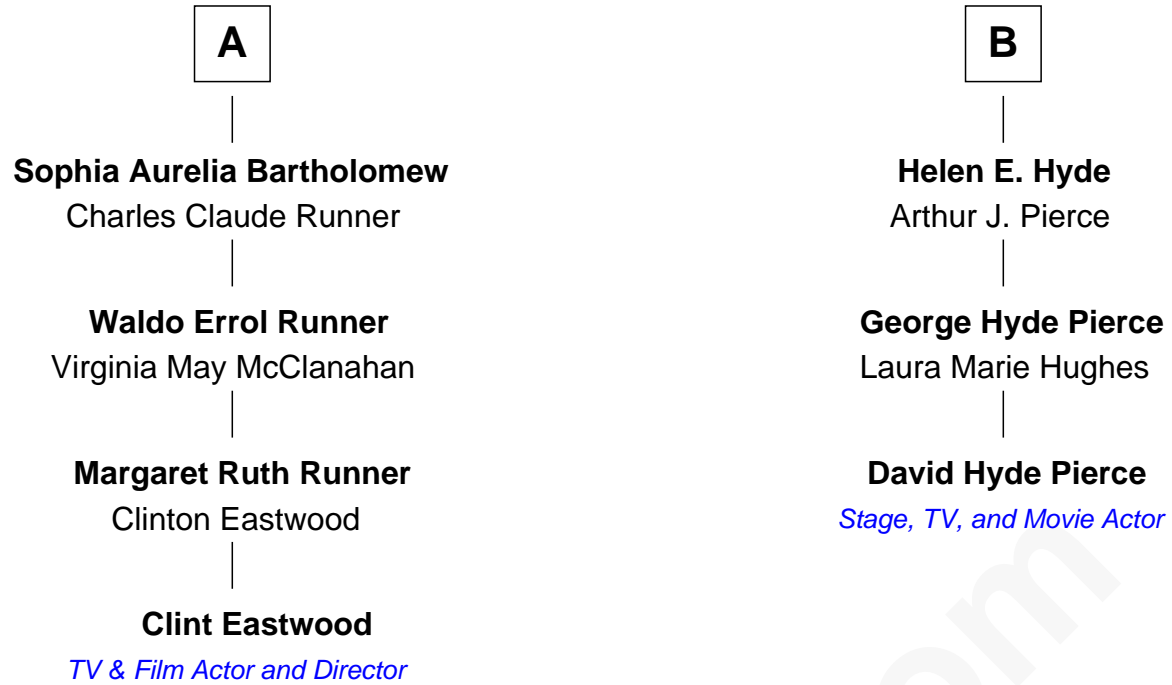 A
Sophia Aurelia Bartholomew
Charles Claude Runner
Waldo Errol Runner
Virginia May McClanahan
Margaret Ruth Runner
Clinton Eastwood
Clint Eastwood
TV & Film Actor and Director
B
Helen E. Hyde
Arthur J. Pierce
George Hyde Pierce
Laura Marie Hughes
David Hyde Pierce
Stage, TV, and Movie Actor
om